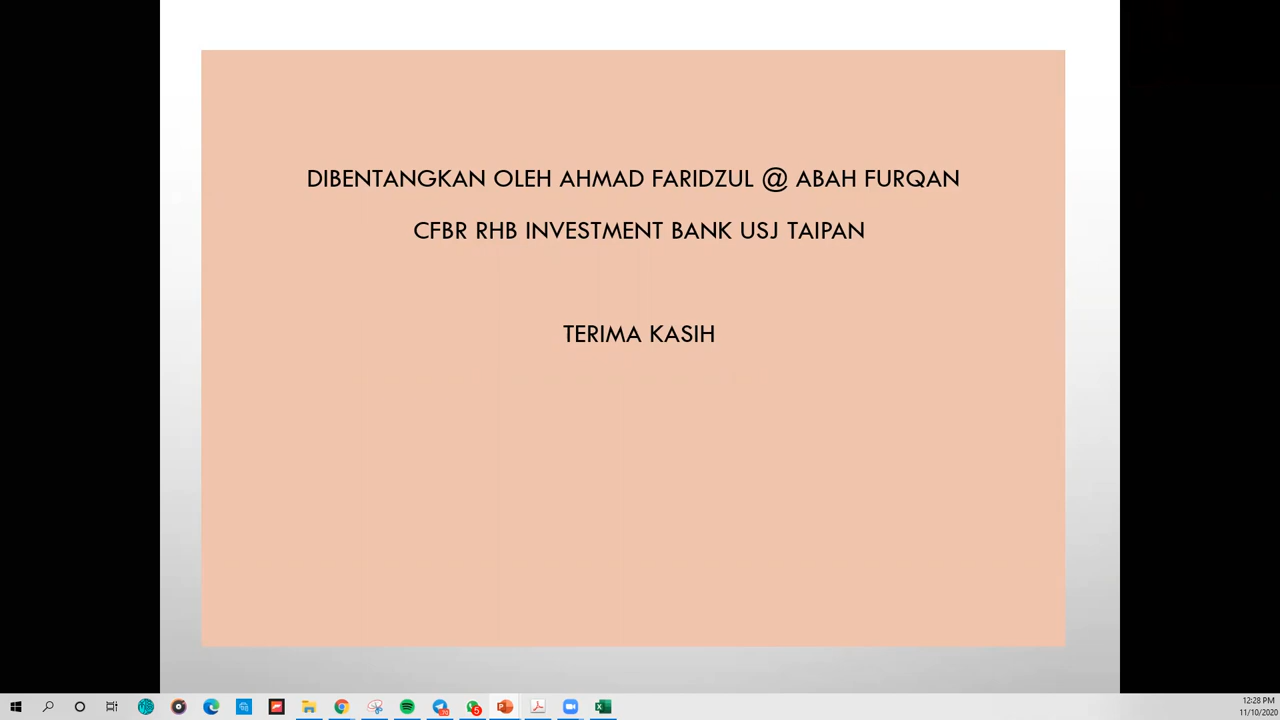 DIBENTANGKAN OLEH AHMAD FARIDZUL @ ABAH FURQAN
CFBR RHB INVESTMENT BANK USJ TAIPAN
TERIMA KASIH
12:28 PM
11/10/2020